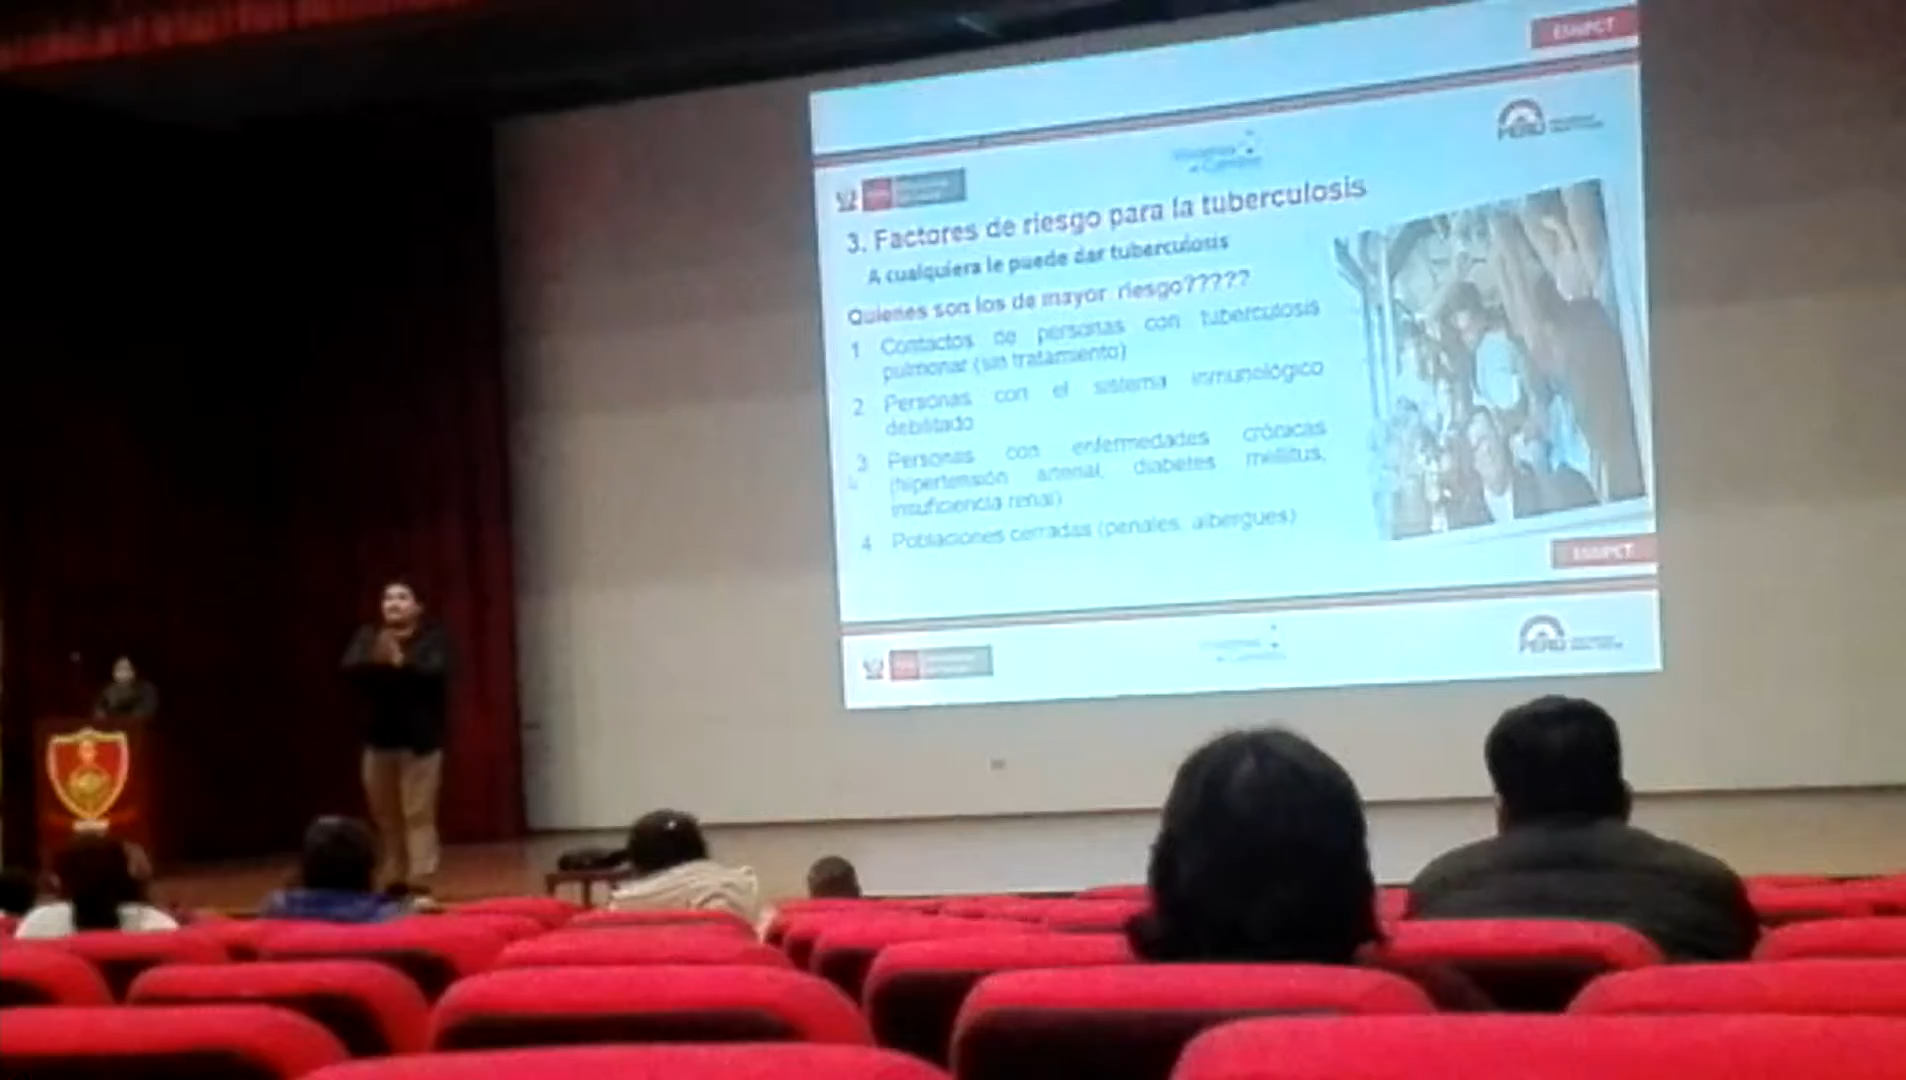 3. Factores de riesgo para la tuberculosis
A cualquiera le puede dar tuberculosis
Quienes son los de mayor riesgo?????
1 Contactos de personas con tuberculosis
pulmonar (sin tratamiento)
2 Personas con el sistema inmunológico
debilitado
3 Personas con enfermedades crónicas
(hipertensión arterial, diabetes mellitus,
insuficiencia renal)
4 Poblaciones cerradas (penales, albergues)
PERÚ
PERÚ